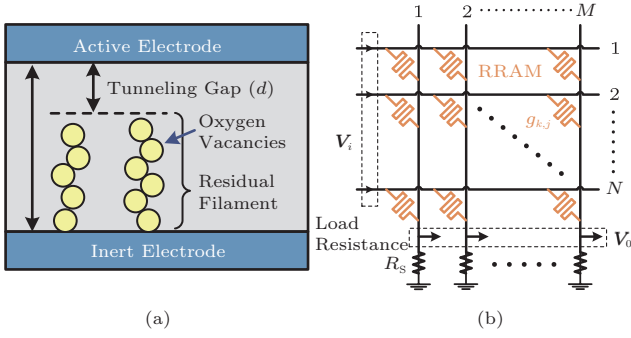 Active Electrode
Tunneling Gap (d)
Oxygen
Vacancies
Residual
Filament
Inert Electrode
(a)
1 2 M
1
RRAM
2
g_{k,j}
V_i
N
Load
Resistance
V_0
R_S
(b)